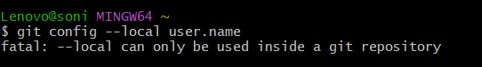 Lenovo@soni MINGW64 ~
$ git config --local user.name
fatal: --local can only be used inside a git repository